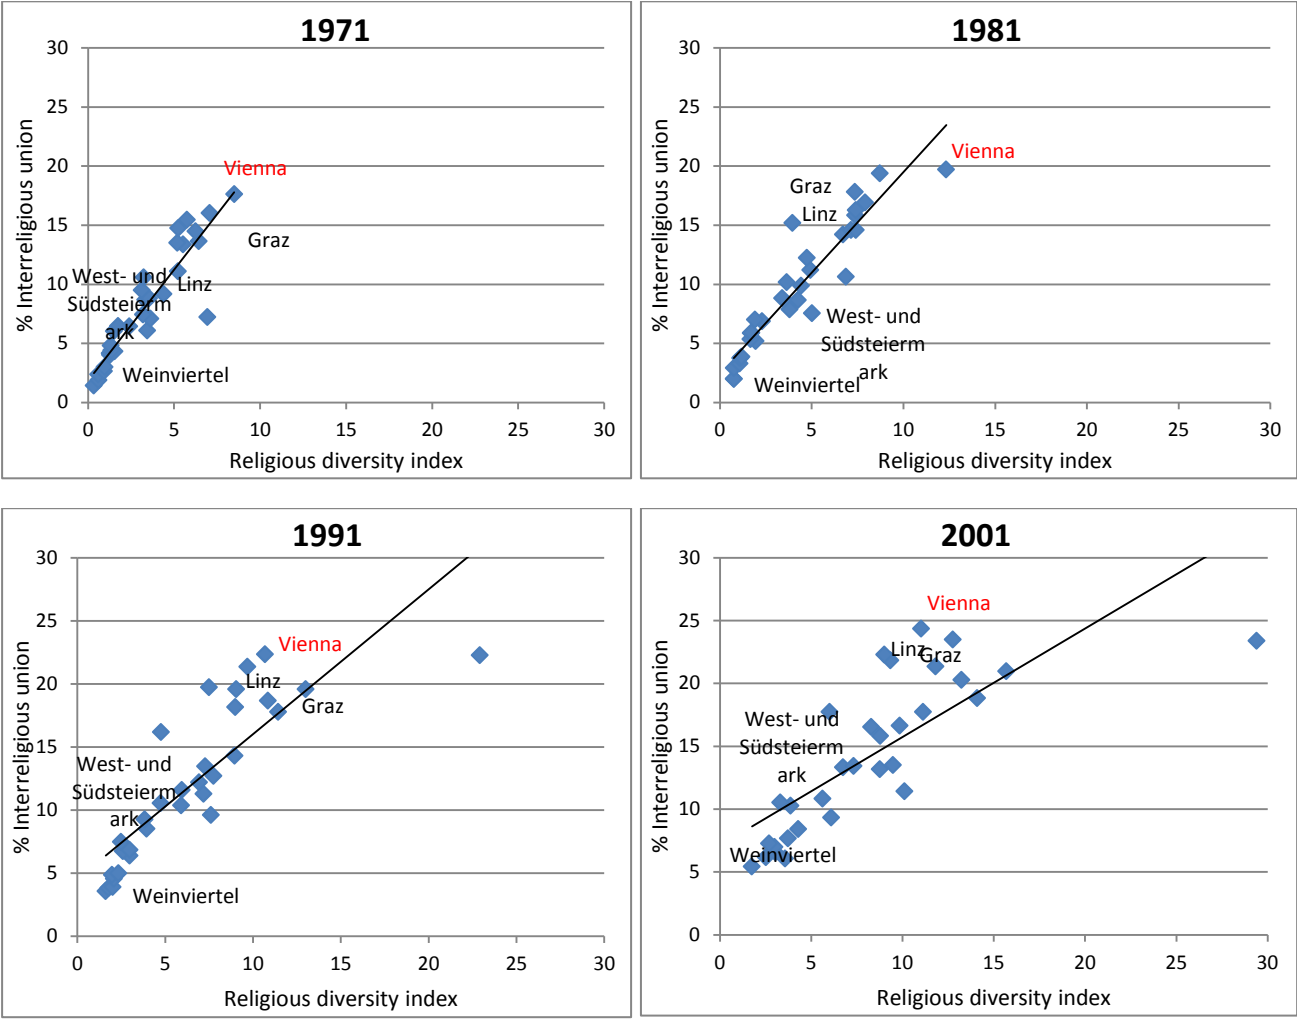 1971
30
25
20
15
10
5
0
% Interreligious union
Vienna
Graz
Linz
West- und
Südsteierm
ark
Weinviertel
0 5 10 15 20 25 30
Religious diversity index
1981
30
25
20
15
10
5
0
% Interreligious union
Vienna
Graz
Linz
West- und
Südsteierm
ark
Weinviertel
0 5 10 15 20 25 30
Religious diversity index
1991
30
25
20
15
10
5
0
% Interreligious union
Vienna
Linz
Graz
West- und
Südsteierm
ark
Weinviertel
0 5 10 15 20 25 30
Religious diversity index
2001
30
25
20
15
10
5
0
% Interreligious union
Vienna
Linz
Graz
West- und
Südsteierm
ark
Weinviertel
0 5 10 15 20 25 30
Religious diversity index